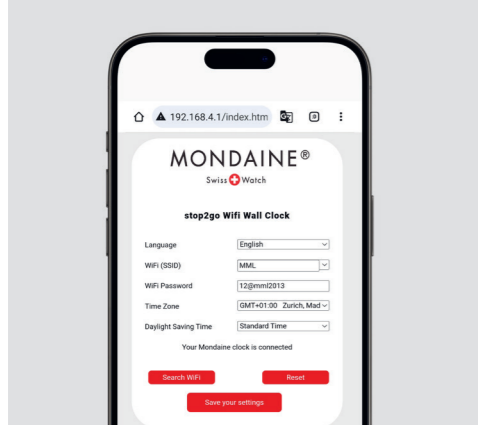 192.168.4.1/index.htm
MONDAINE®
Swiss Watch
stop2go Wifi Wall Clock
Language English
WiFi (SSID) MML
WiFi Password 12@mml2013
Time Zone GMT+01:00 Zurich, Mad
Daylight Saving Time Standard Time
Your Mondaine clock is connected
Search WiFi Reset
Save your settings